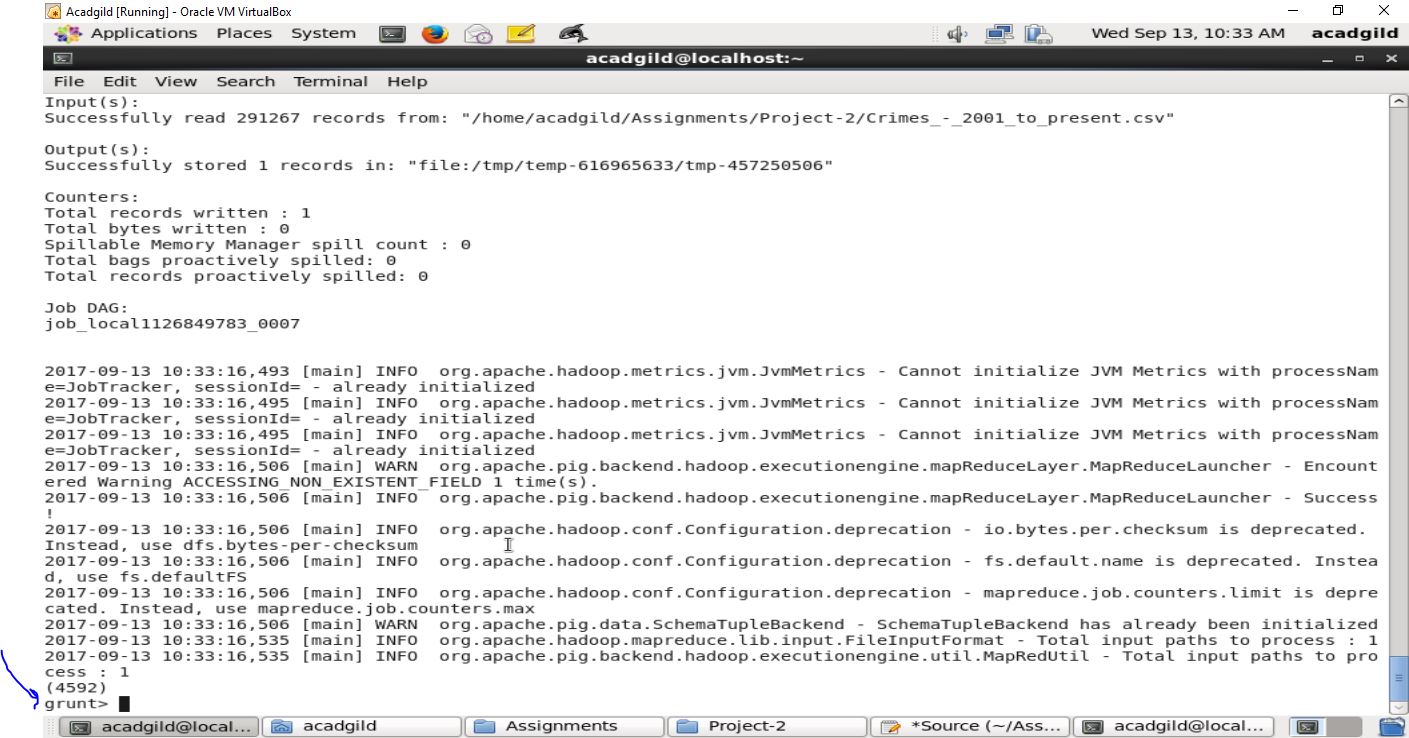 Acadgild [Running] - Oracle VM VirtualBox
Applications Places System Wed Sep 13, 10:33 AM acadgild
acadgild@localhost:~
File Edit View Search Terminal Help
Input(s):
Successfully read 291267 records from: "/home/acadgild/Assignments/Project-2/Crimes_-_2001_to_present.csv"
Output(s):
Successfully stored 1 records in: "file:/tmp/temp-616965633/tmp-457250506"
Counters:
Total records written : 1
Total bytes written : 0
Spillable Memory Manager spill count : 0
Total bags proactively spilled: 0
Total records proactively spilled: 0
Job DAG:
job_local1126849783_0007
2017-09-13 10:33:16,493 [main] INFO  org.apache.hadoop.metrics.jvm.JvmMetrics - Cannot initialize JVM Metrics with processNam
e=JobTracker, sessionId= - already initialized
2017-09-13 10:33:16,495 [main] INFO  org.apache.hadoop.metrics.jvm.JvmMetrics - Cannot initialize JVM Metrics with processNam
e=JobTracker, sessionId= - already initialized
2017-09-13 10:33:16,495 [main] INFO  org.apache.hadoop.metrics.jvm.JvmMetrics - Cannot initialize JVM Metrics with processNam
e=JobTracker, sessionId= - already initialized
2017-09-13 10:33:16,506 [main] WARN  org.apache.pig.backend.hadoop.executionengine.mapReduceLayer.MapReduceLauncher - Encount
ered Warning ACCESSING_NON_EXISTENT_FIELD 1 time(s).
2017-09-13 10:33:16,506 [main] INFO  org.apache.pig.backend.hadoop.executionengine.mapReduceLayer.MapReduceLauncher - Success
!
2017-09-13 10:33:16,506 [main] INFO  org.apache.hadoop.conf.Configuration.deprecation - io.bytes.per.checksum is deprecated.
Instead, use dfs.bytes-per-checksum
2017-09-13 10:33:16,506 [main] INFO  org.apache.hadoop.conf.Configuration.deprecation - fs.default.name is deprecated. Instea
d, use fs.defaultFS
2017-09-13 10:33:16,506 [main] INFO  org.apache.hadoop.conf.Configuration.deprecation - mapreduce.job.counters.limit is depre
cated. Instead, use mapreduce.job.counters.max
2017-09-13 10:33:16,506 [main] WARN  org.apache.pig.data.SchemaTupleBackend - SchemaTupleBackend has already been initialized
2017-09-13 10:33:16,535 [main] INFO  org.apache.hadoop.mapreduce.lib.input.FileInputFormat - Total input paths to process : 1
2017-09-13 10:33:16,535 [main] INFO  org.apache.pig.backend.hadoop.executionengine.util.MapRedUtil - Total input paths to pro
cess : 1
(4592)
grunt>
acadgild@local... acadgild Assignments Project-2 *Source (~/Ass... acadgild@local...